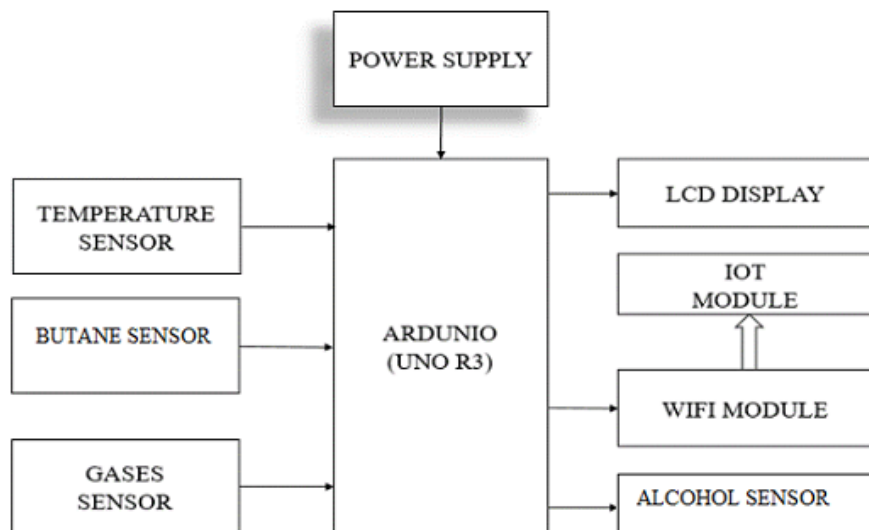 POWER SUPPLY
TEMPERATURE
SENSOR
BUTANE SENSOR
GASES
SENSOR
ARDUNIO
(UNO R3)
LCD DISPLAY
IOT
MODULE
WIFI MODULE
ALCOHOL SENSOR